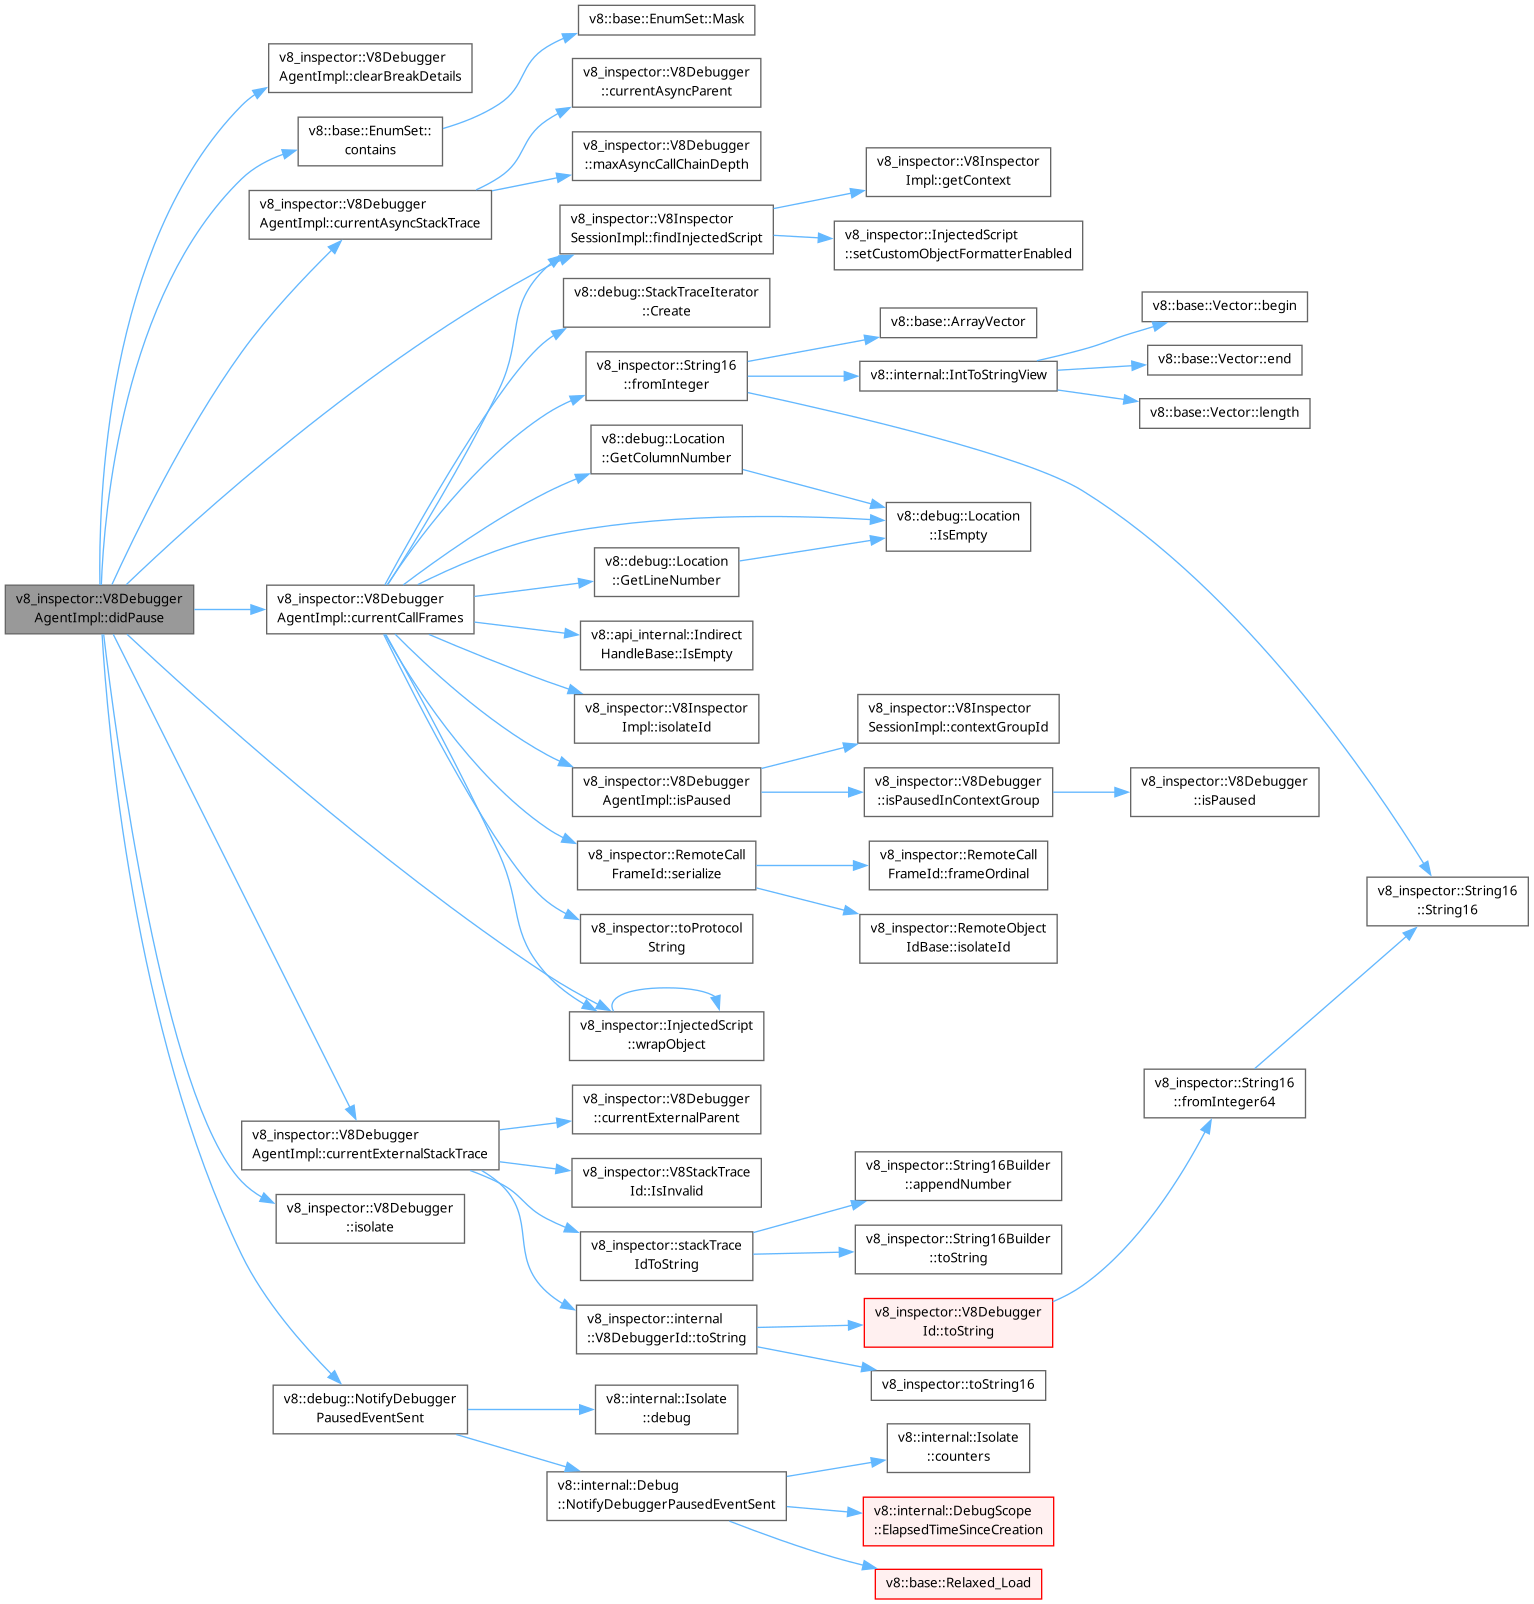 v8::base::EnumSet::Mask
v8_inspector::V8Debugger
AgentImpl::clearBreakDetails
v8_inspector::V8Debugger
::currentAsyncParent
v8::base::EnumSet::
contains
v8_inspector::V8Debugger
::maxAsyncCallChainDepth
v8_inspector::V8Inspector
Impl::getContext
v8_inspector::V8Debugger
AgentImpl::currentAsyncStackTrace
v8_inspector::V8Inspector
SessionImpl::findInjectedScript
v8_inspector::InjectedScript
::setCustomObjectFormatterEnabled
v8::debug::StackTraceIterator
::Create
v8::base::Vector::begin
v8::base::ArrayVector
v8_inspector::String16
::fromInteger
v8::internal::IntToStringView
v8::base::Vector::end
v8::base::Vector::length
v8::debug::Location
::GetColumnNumber
v8::debug::Location
::IsEmpty
v8::debug::Location
::GetLineNumber
v8_inspector::V8Debugger
AgentImpl::didPause
v8_inspector::V8Debugger
AgentImpl::currentCallFrames
v8::api_internal::Indirect
HandleBase::IsEmpty
v8_inspector::V8Inspector
Impl::isolateId
v8_inspector::V8Inspector
SessionImpl::contextGroupId
v8_inspector::V8Debugger
AgentImpl::isPaused
v8_inspector::V8Debugger
::isPausedInContextGroup
v8_inspector::V8Debugger
::isPaused
v8_inspector::RemoteCall
FrameId::serialize
v8_inspector::RemoteCall
FrameId::frameOrdinal
v8_inspector::String16
::String16
v8_inspector::toProtocol
String
v8_inspector::RemoteObject
IdBase::isolateId
v8_inspector::InjectedScript
::wrapObject
v8_inspector::String16
::fromInteger64
v8_inspector::V8Debugger
::currentExternalParent
v8_inspector::V8Debugger
AgentImpl::currentExternalStackTrace
v8_inspector::V8StackTrace
Id::IsInvalid
v8_inspector::String16Builder
::appendNumber
v8_inspector::V8Debugger
::isolate
v8_inspector::stackTrace
IdToString
v8_inspector::String16Builder
::toString
v8_inspector::internal
::V8DebuggerId::toString
v8_inspector::V8Debugger
Id::toString
v8_inspector::toString16
v8::debug::NotifyDebugger
PausedEventSent
v8::internal::Isolate
::debug
v8::internal::Isolate
::counters
v8::internal::Debug
::NotifyDebuggerPausedEventSent
v8::internal::DebugScope
::ElapsedTimeSinceCreation
v8::base::Relaxed_Load